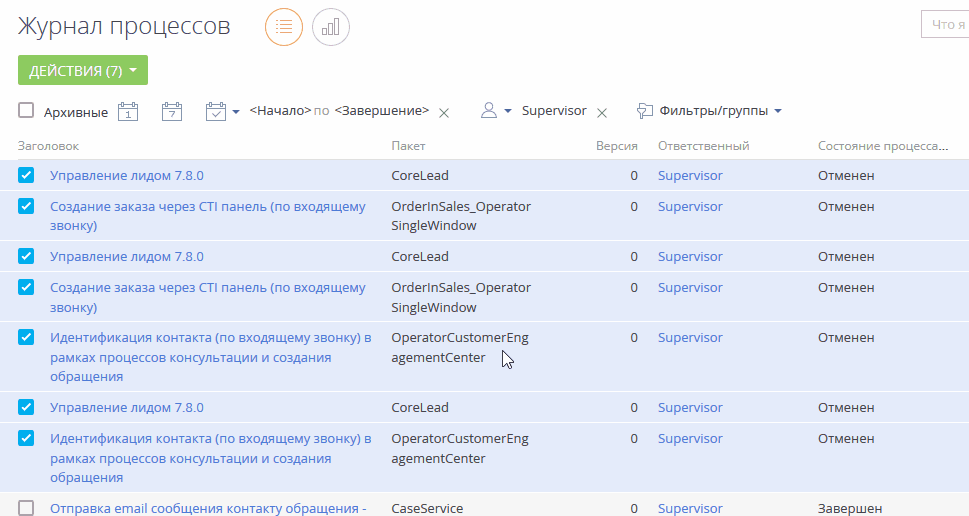 Журнал процессов
Что я
ДЕЙСТВИЯ (7)
Архивные 1 7 <Начало> по <Завершение> Supervisor Фильтры/группы
Заголовок Пакет Версия Ответственный Состояние процесса...
Управление лидом 7.8.0 CoreLead 0 Supervisor Отменен
Создание заказа через CTI панель (по входящему OrderInSales_Operator 0 Supervisor Отменен
звонку) SingleWindow
Управление лидом 7.8.0 CoreLead 0 Supervisor Отменен
Создание заказа через CTI панель (по входящему OrderInSales_Operator 0 Supervisor Отменен
звонку) SingleWindow
Идентификация контакта (по входящему звонку) в OperatorCustomerEng 0 Supervisor Отменен
рамках процессов консультации и создания agementCenter
обращения
Управление лидом 7.8.0 CoreLead 0 Supervisor Отменен
Идентификация контакта (по входящему звонку) в OperatorCustomerEng 0 Supervisor Отменен
рамках процессов консультации и создания agementCenter
обращения
Отправка email сообщения контакту обращения - CaseService 0 Supervisor Завершен